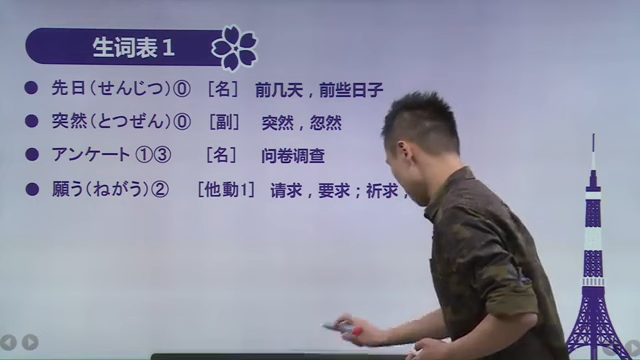 生词表1
● 先日（せんじつ）⓪ [名] 前几天，前些日子
● 突然（とつぜん）⓪ [副] 突然，忽然
● アンケート ①③ [名] 问卷调查
● 願う（ねがう）② [他動1] 请求，要求；祈求，